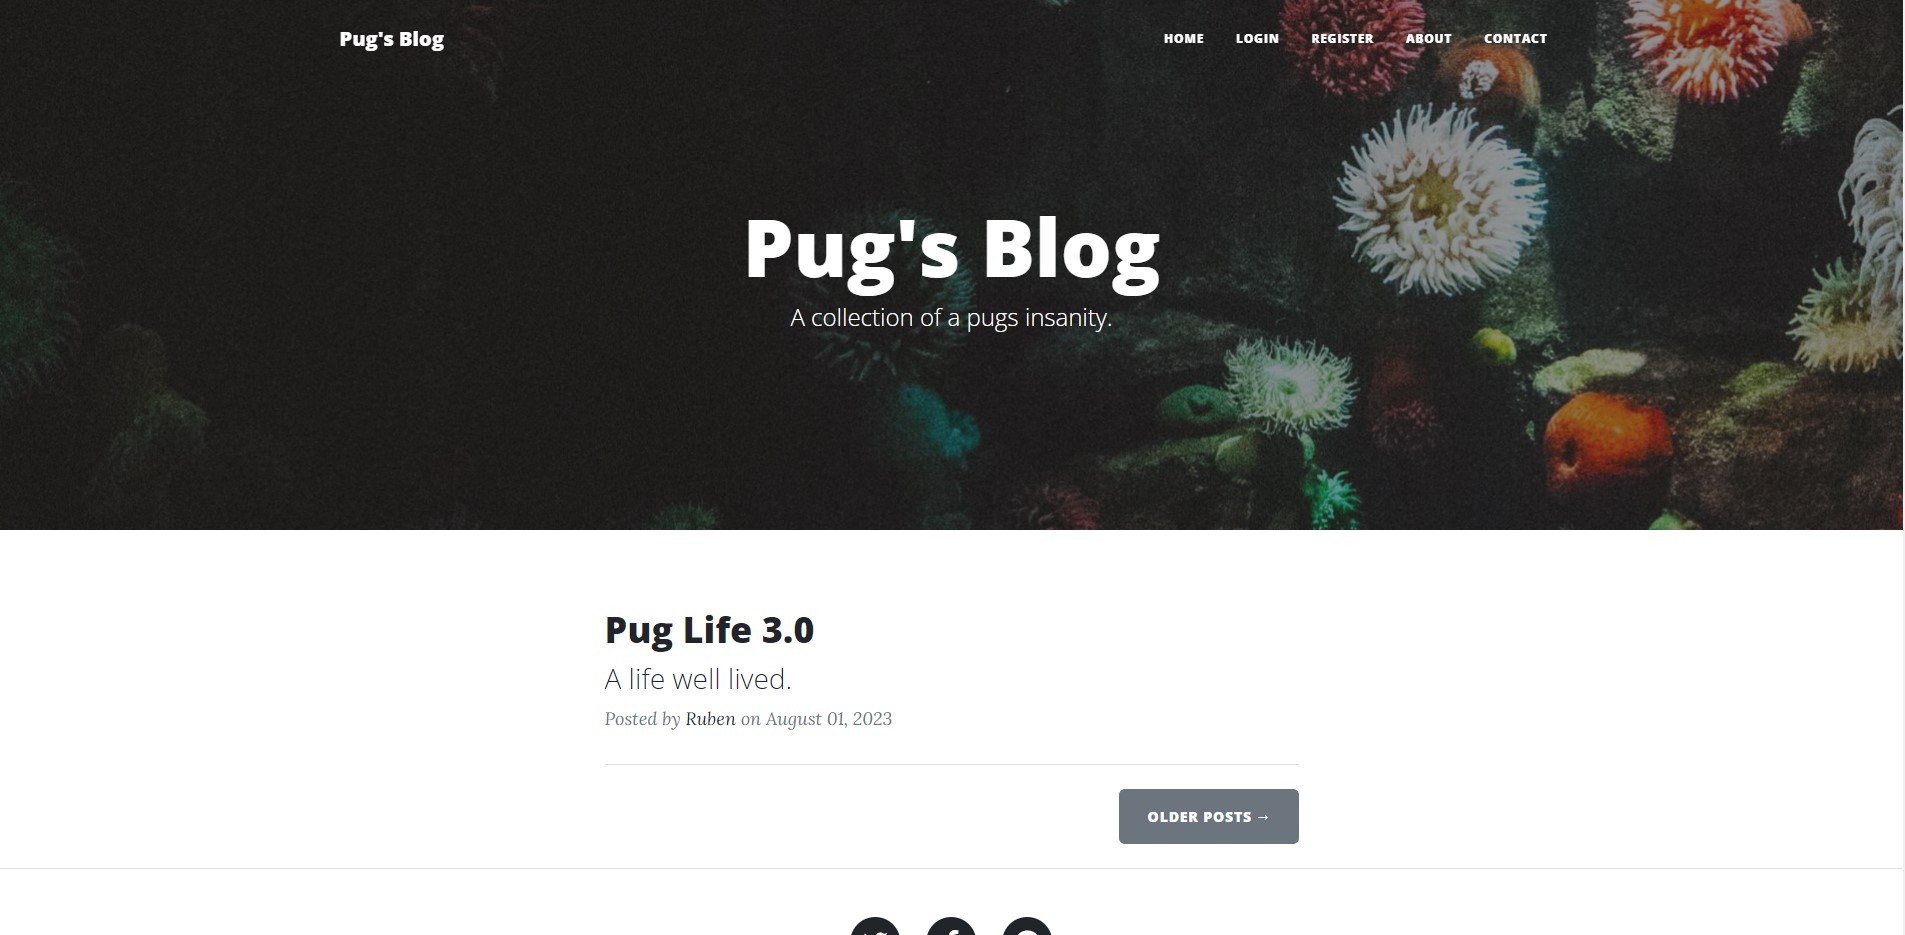 Pug's Blog
HOME LOGIN REGISTER ABOUT CONTACT
Pug's Blog
A collection of a pugs insanity.
Pug Life 3.0
A life well lived.
Posted by Ruben on August 01, 2023
OLDER POSTS →